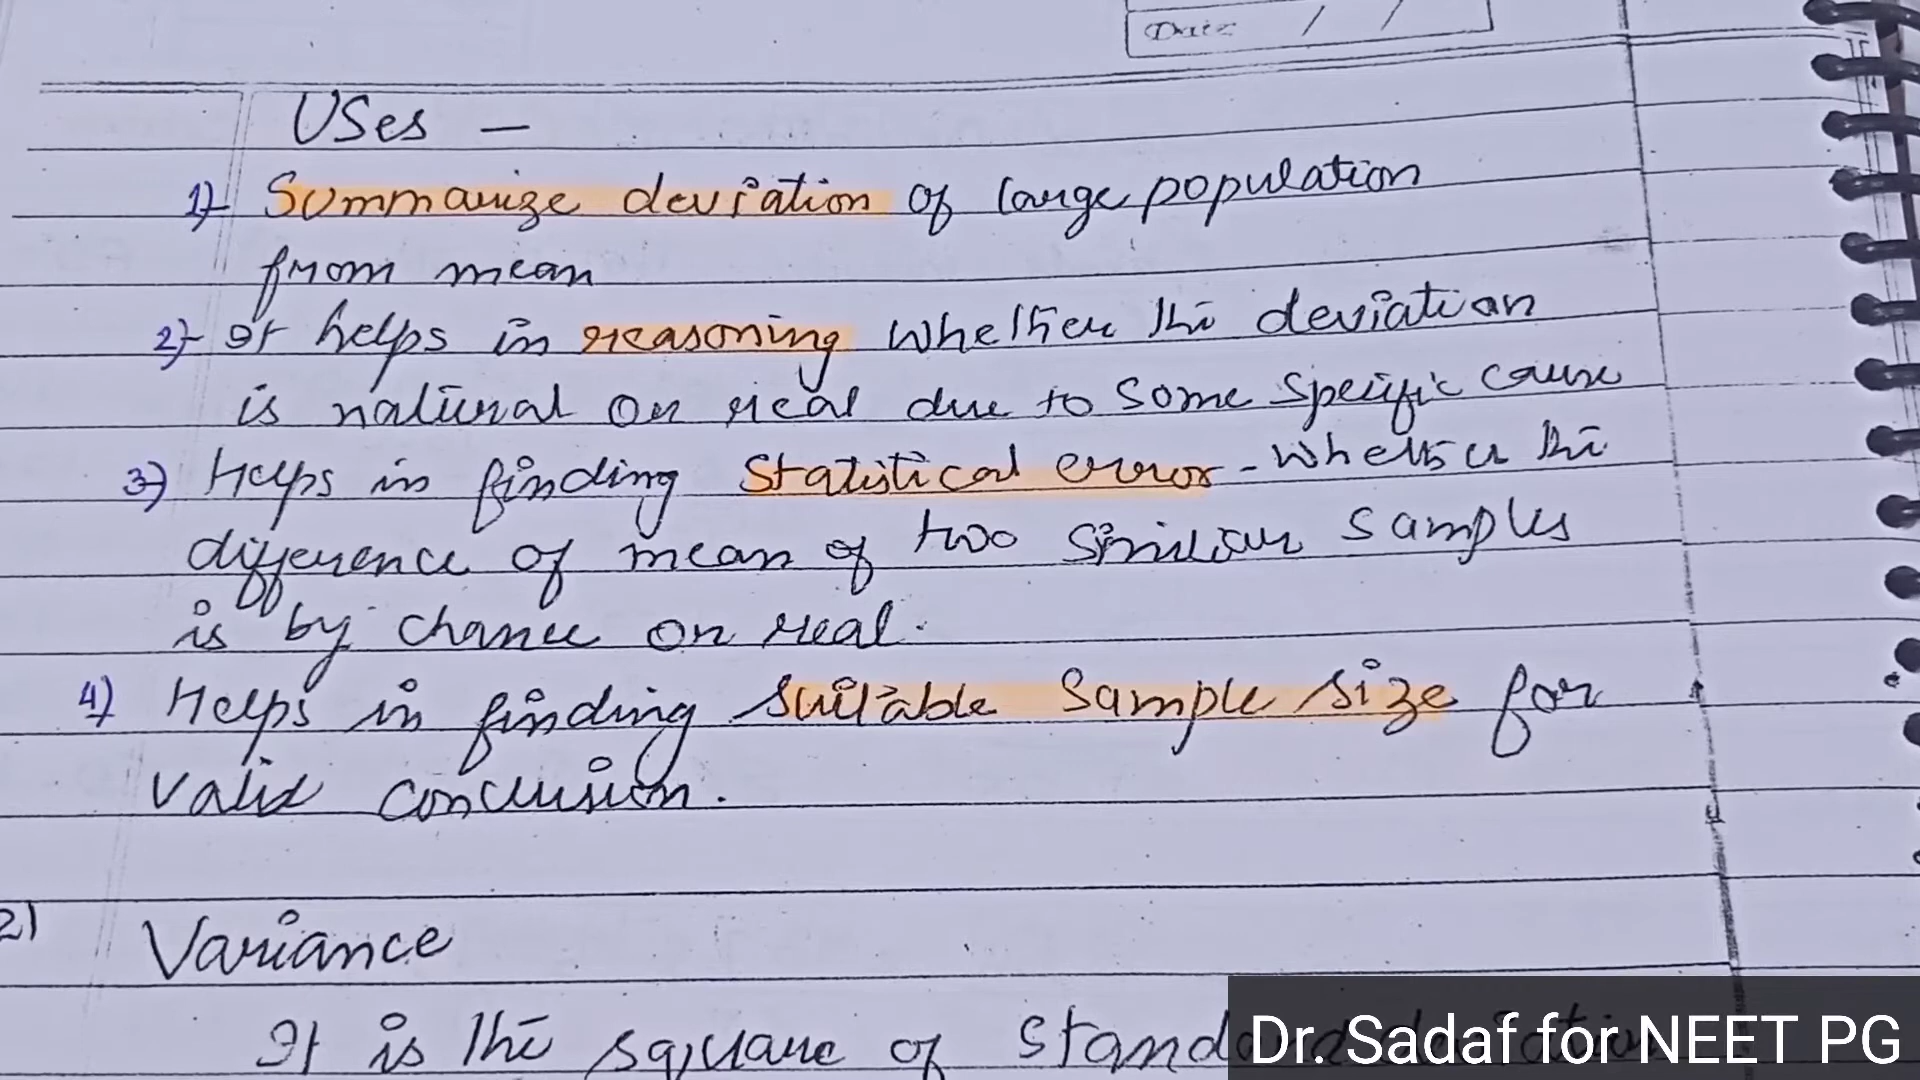 Date / /
Uses –
1) Summarize deviation of large population
from mean
2) It helps in reasoning whether the deviation
is natural or real due to some specific cause
3) Helps in finding Statistical error - whether the
difference of mean of two similar samples
is by chance or real.
4) Helps in finding suitable sample size for
valid conclusion.
2) Variance
It is the square of standard deviation
Dr. Sadaf for NEET PG